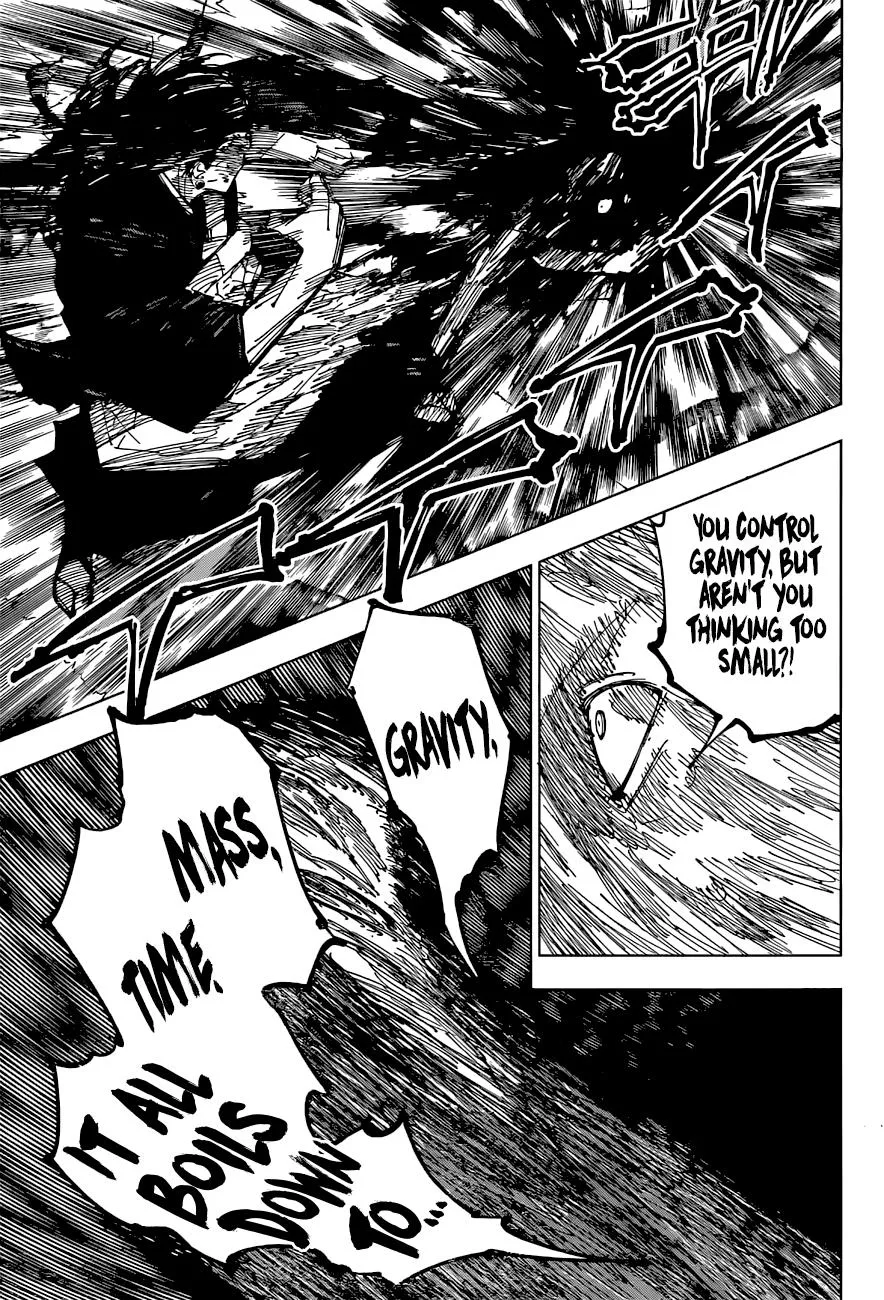 YOU CONTROL
GRAVITY, BUT
AREN'T YOU
THINKING TOO
SMALL?!
GRAVITY.
MASS,
TIME.
IT ALL
BOILS
DOWN
TO...